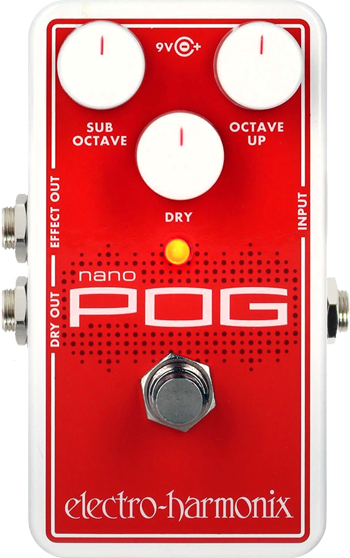 9V
SUB
OCTAVE
OCTAVE
UP
DRY
EFFECT OUT
INPUT
DRY OUT
nano
POG
electro-harmonix